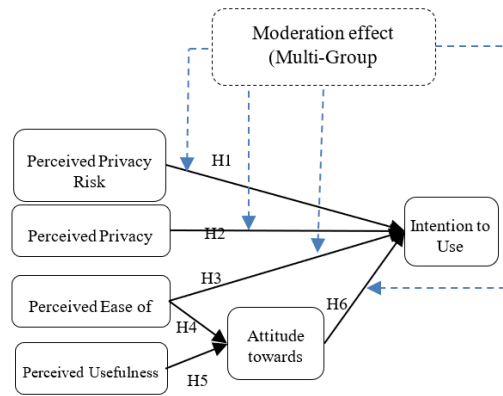 Moderation effect
(Multi-Group
H1
Perceived Privacy
Risk
Perceived Privacy
H2
Intention to
Use
H3
Perceived Ease of
H4
H6
Attitude
towards
Perceived Usefulness
H5